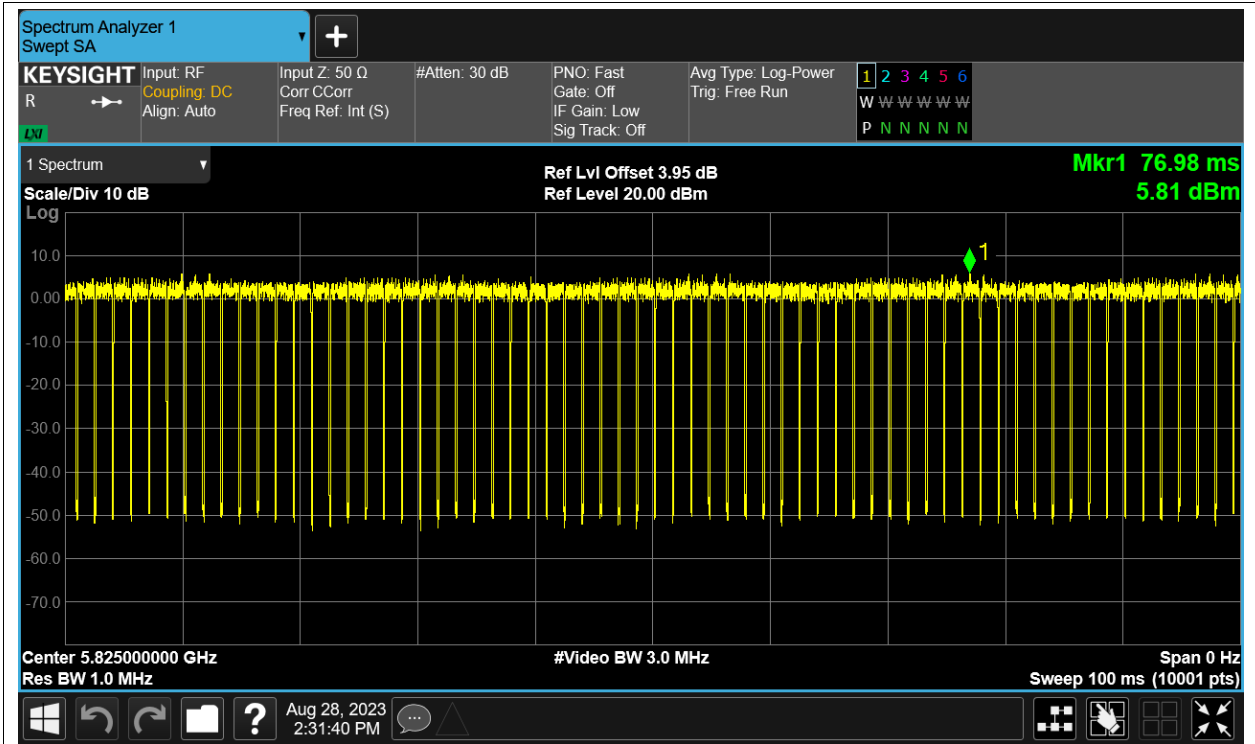 Spectrum Analyzer 1
Swept SA
KEYSIGHT
R
LXI
Input: RF
Coupling: DC
Align: Auto
Input Z: 50 Ω
Corr CCorr
Freq Ref: Int (S)
#Atten: 30 dB
PNO: Fast
Gate: Off
IF Gain: Low
Sig Track: Off
Avg Type: Log-Power
Trig: Free Run
1 2 3 4 5 6
W W W W W W
P N N N N N
1 Spectrum
Scale/Div 10 dB
Ref Lvl Offset 3.95 dB
Ref Level 20.00 dBm
Mkr1 76.98 ms
5.81 dBm
Log
10.0
0.00
-10.0
-20.0
-30.0
-40.0
-50.0
-60.0
-70.0
1
Center 5.825000000 GHz
Res BW 1.0 MHz
#Video BW 3.0 MHz
Span 0 Hz
Sweep 100 ms (10001 pts)
?
Aug 28, 2023
2:31:40 PM